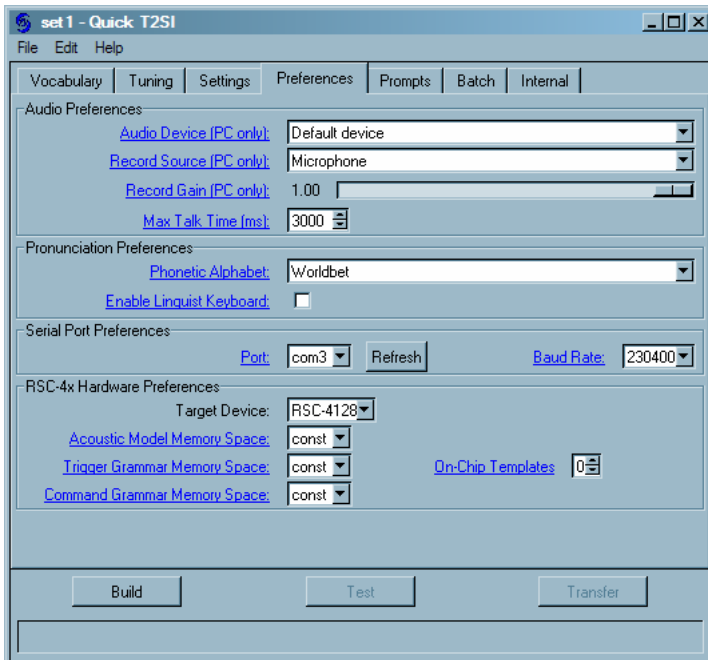 set1 - Quick T2SI
File Edit Help
Vocabulary Tuning Settings Preferences Prompts Batch Internal
Audio Preferences
Audio Device (PC only): Default device
Record Source (PC only): Microphone
Record Gain (PC only): 1.00
Max Talk Time (ms): 3000
Pronunciation Preferences
Phonetic Alphabet: Worldbet
Enable Linguist Keyboard:
Serial Port Preferences
Port: com3 Refresh Baud Rate: 230400
RSC-4x Hardware Preferences
Target Device: RSC-4128
Acoustic Model Memory Space: const
Trigger Grammar Memory Space: const On-Chip Templates 0
Command Grammar Memory Space: const
Build Test Transfer